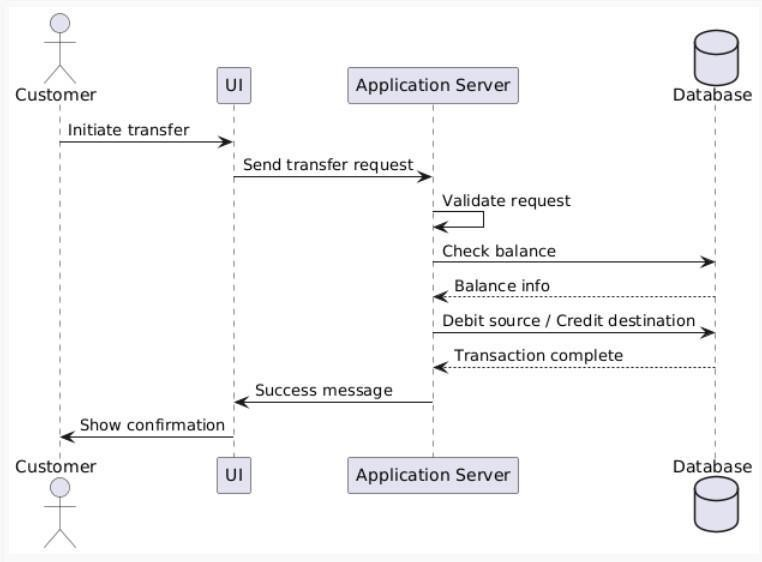 Customer
UI
Application Server
Database
Initiate transfer
Send transfer request
Validate request
Check balance
Balance info
Debit source / Credit destination
Transaction complete
Success message
Show confirmation
Customer
UI
Application Server
Database